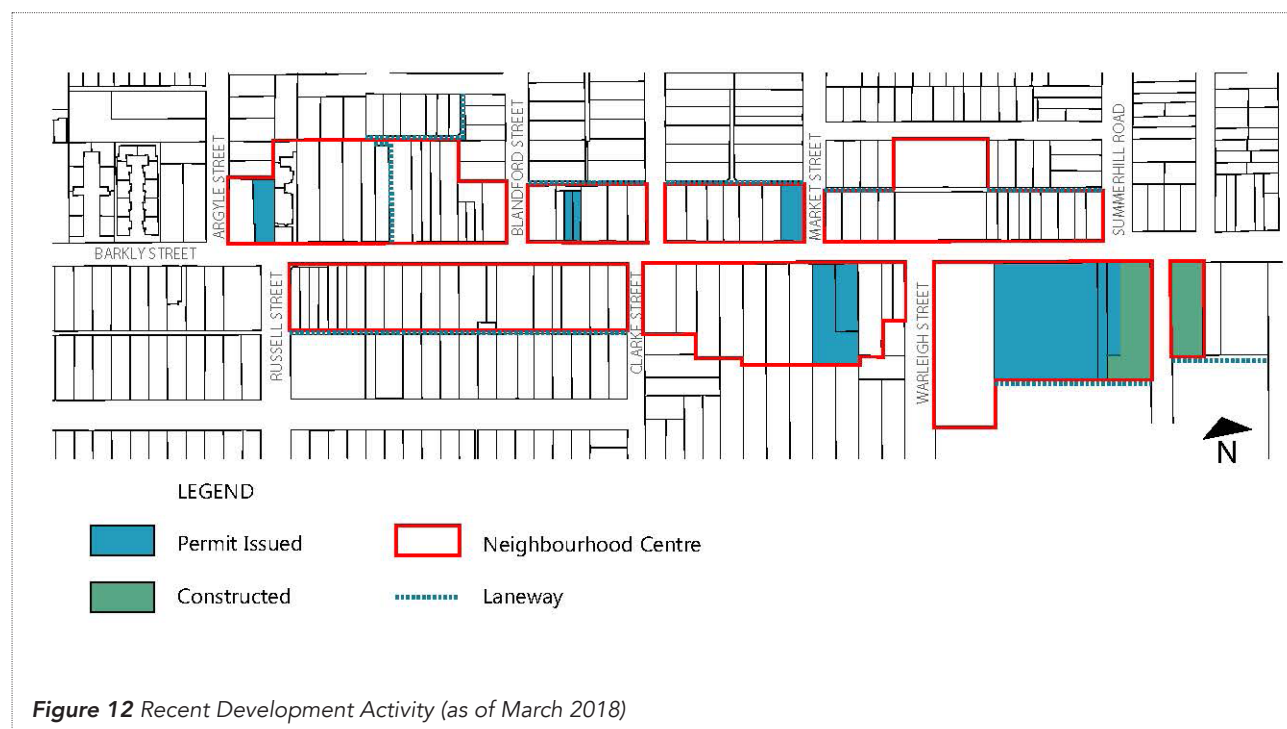 ARGYLE STREET
BLANDFORD STREET
MARKET STREET
SUMMERHILL ROAD
BARKLY STREET
RUSSELL STREET
CLARKE STREET
WARLEIGH STREET
N
LEGEND
Permit Issued
Neighbourhood Centre
Constructed
Laneway
Figure 12 Recent Development Activity (as of March 2018)